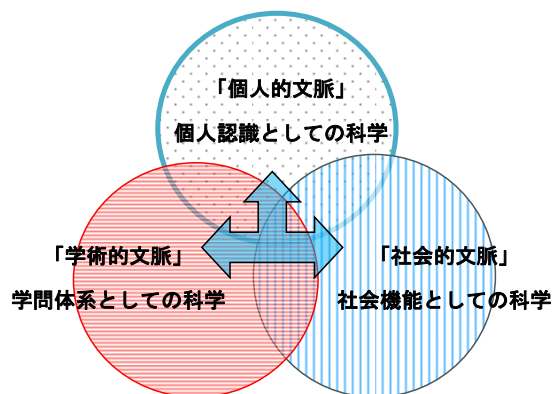 「個人的文脈」
個人認識としての科学
「学術的文脈」
学問体系としての科学
「社会的文脈」
社会機能としての科学